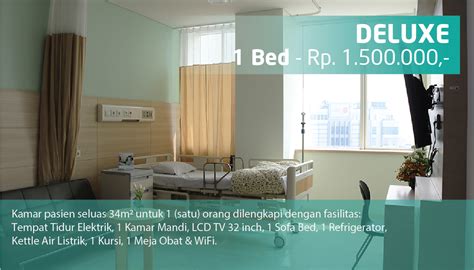 DELUXE
1 Bed - Rp. 1.500.000,-
Kamar pasien seluas 34m² untuk 1 (satu) orang dilengkapi dengan fasilitas:
Tempat Tidur Elektrik, 1 Kamar Mandi, LCD TV 32 inch, 1 Sofa Bed, 1 Refrigerator,
Kettle Air Listrik, 1 Kursi, 1 Meja Obat & WiFi.